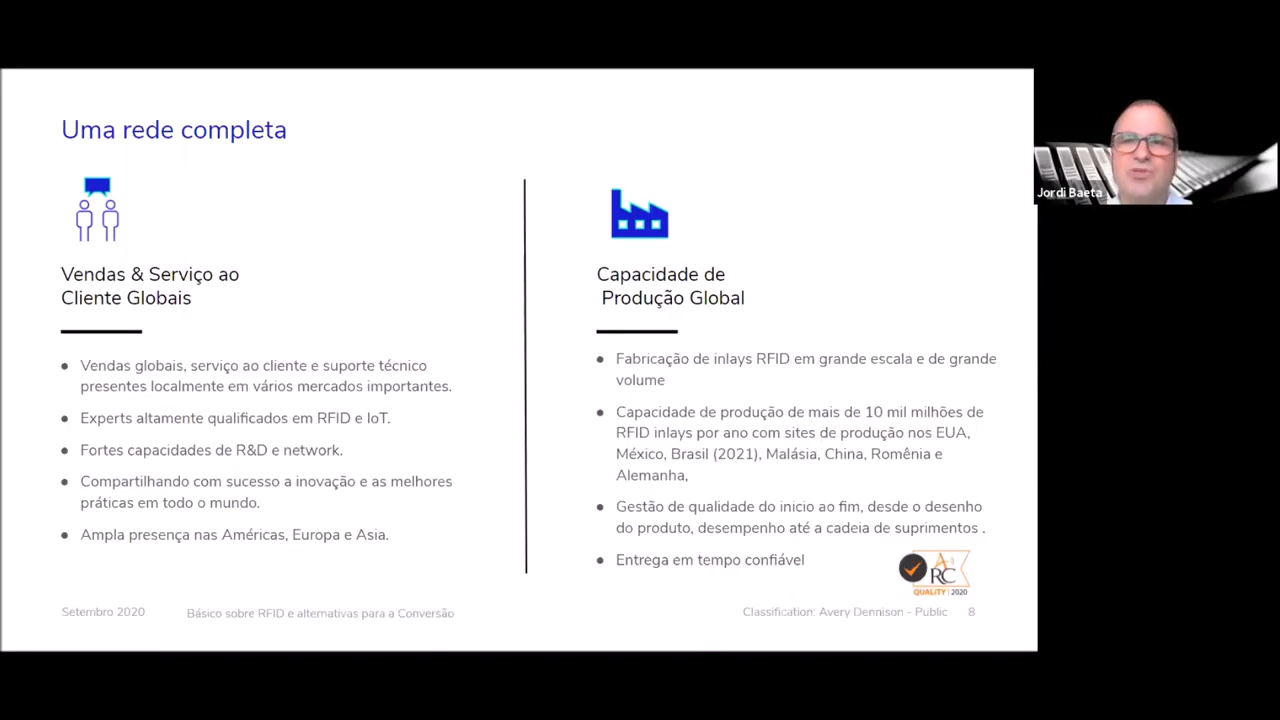 Uma rede completa
Vendas & Serviço ao
Cliente Globais
Vendas globais, serviço ao cliente e suporte técnico
presentes localmente em vários mercados importantes.
Experts altamente qualificados em RFID e IoT.
Fortes capacidades de R&D e network.
Compartilhando com sucesso a inovação e as melhores
práticas em todo o mundo.
Ampla presença nas Américas, Europa e Asia.
Capacidade de
Produção Global
Fabricação de inlays RFID em grande escala e de grande
volume
Capacidade de produção de mais de 10 mil milhões de
RFID inlays por ano com sites de produção nos EUA,
México, Brasil (2021), Malásia, China, Romênia e
Alemanha,
Gestão de qualidade do inicio ao fim, desde o desenho
do produto, desempenho até a cadeia de suprimentos .
Entrega em tempo confiável
ARC
QUALITY | 2020
Setembro 2020
Básico sobre RFID e alternativas para a Conversão
Classification: Avery Dennison - Public
8
Jordi Baeta